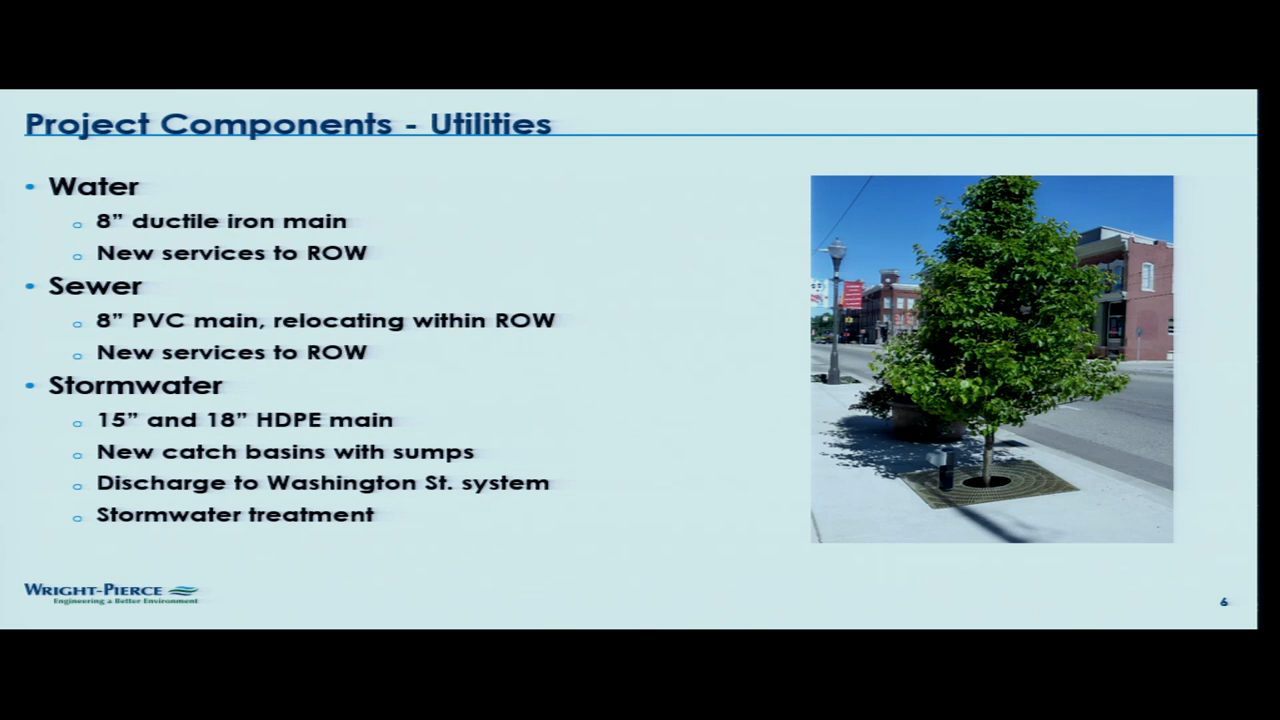 Project Components - Utilities
• Water
o 8” ductile iron main
o New services to ROW
• Sewer
o 8” PVC main, relocating within ROW
o New services to ROW
• Stormwater
o 15” and 18” HDPE main
o New catch basins with sumps
o Discharge to Washington St. system
o Stormwater treatment
WRIGHT-PIERCE
Engineering a Better Environment
6